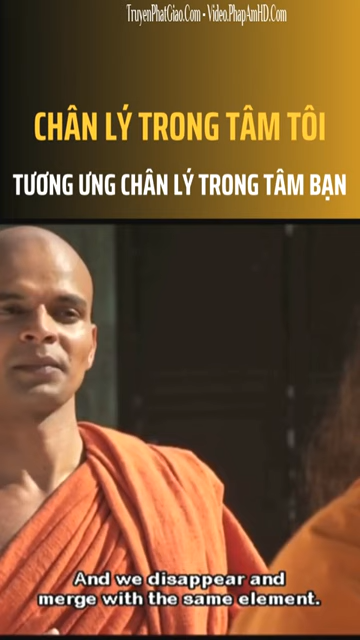 TruyenPhatGiao.Com • Video.PhapAmHD.Com
CHÂN LÝ TRONG TÂM TÔI
TƯƠNG ƯNG CHÂN LÝ TRONG TÂM BẠN
And we disappear and
merge with the same element.